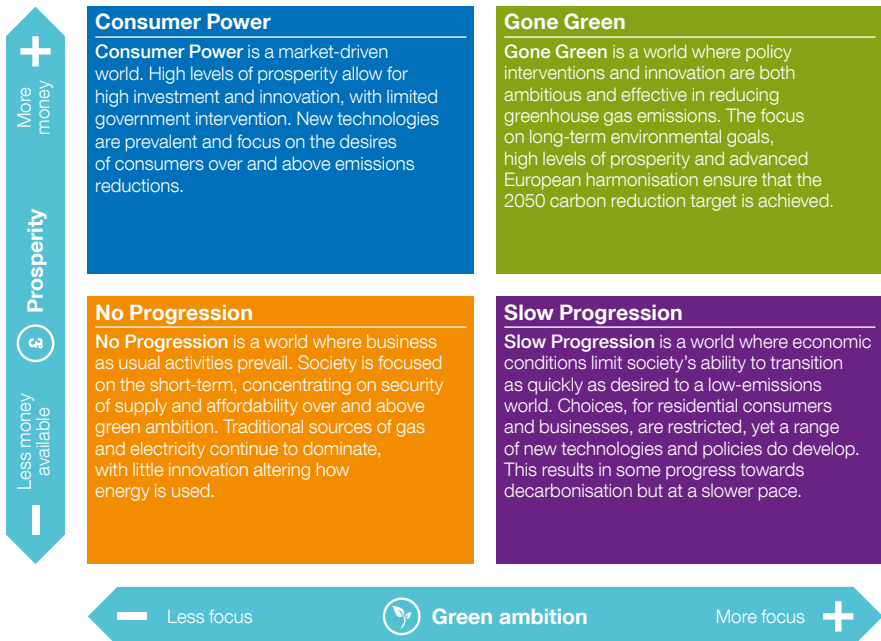 More
money
Prosperity
£
Less money
available
Consumer Power
Consumer Power is a market-driven
world. High levels of prosperity allow for
high investment and innovation, with limited
government intervention. New technologies
are prevalent and focus on the desires
of consumers over and above emissions
reductions.
Gone Green
Gone Green is a world where policy
interventions and innovation are both
ambitious and effective in reducing
greenhouse gas emissions. The focus
on long-term environmental goals,
high levels of prosperity and advanced
European harmonisation ensure that the
2050 carbon reduction target is achieved.
No Progression
No Progression is a world where business
as usual activities prevail. Society is focused
on the short-term, concentrating on security
of supply and affordability over and above
green ambition. Traditional sources of gas
and electricity continue to dominate,
with little innovation altering how
energy is used.
Slow Progression
Slow Progression is a world where economic
conditions limit society’s ability to transition
as quickly as desired to a low-emissions
world. Choices, for residential consumers
and businesses, are restricted, yet a range
of new technologies and policies do develop.
This results in some progress towards
decarbonisation but at a slower pace.
Less focus
Green ambition
More focus